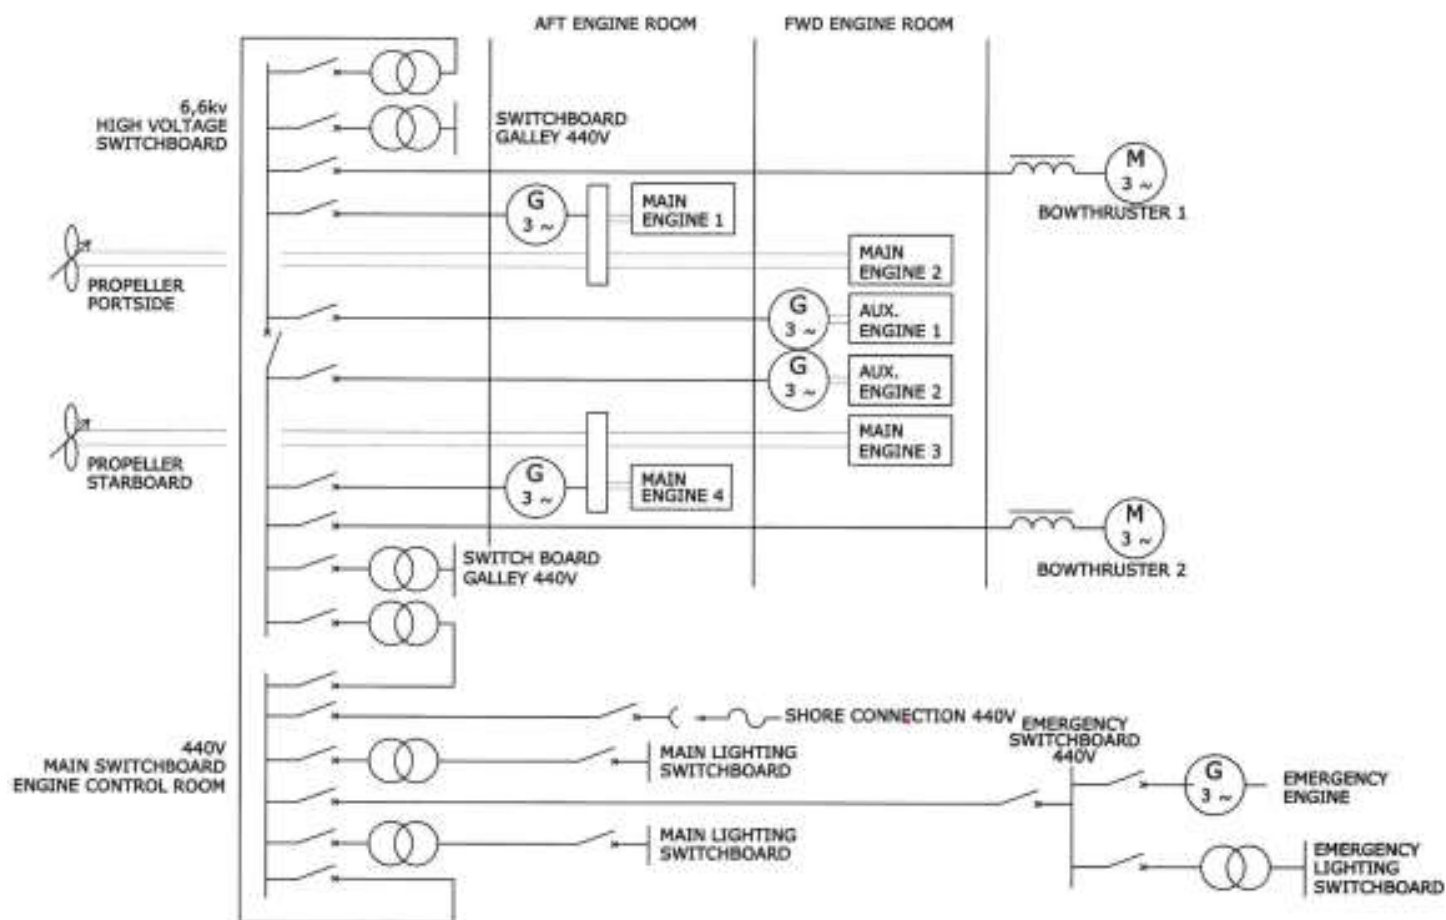 AFT ENGINE ROOM
FWD ENGINE ROOM
6,6kv
HIGH VOLTAGE
SWITCHBOARD
SWITCHBOARD
GALLEY 440V
M
3 ~
BOWTHRUSTER 1
G
3 ~
MAIN
ENGINE 1
MAIN
ENGINE 2
PROPELLER
PORTSIDE
G
3 ~
AUX.
ENGINE 1
G
3 ~
AUX.
ENGINE 2
MAIN
ENGINE 3
PROPELLER
STARBOARD
G
3 ~
MAIN
ENGINE 4
M
3 ~
BOWTHRUSTER 2
SWITCH BOARD
GALLEY 440V
SHORE CONNECTION 440V
EMERGENCY
SWITCHBOARD
440V
440V
MAIN SWITCHBOARD
ENGINE CONTROL ROOM
MAIN LIGHTING
SWITCHBOARD
G
3 ~
EMERGENCY
ENGINE
MAIN LIGHTING
SWITCHBOARD
EMERGENCY
LIGHTING
SWITCHBOARD